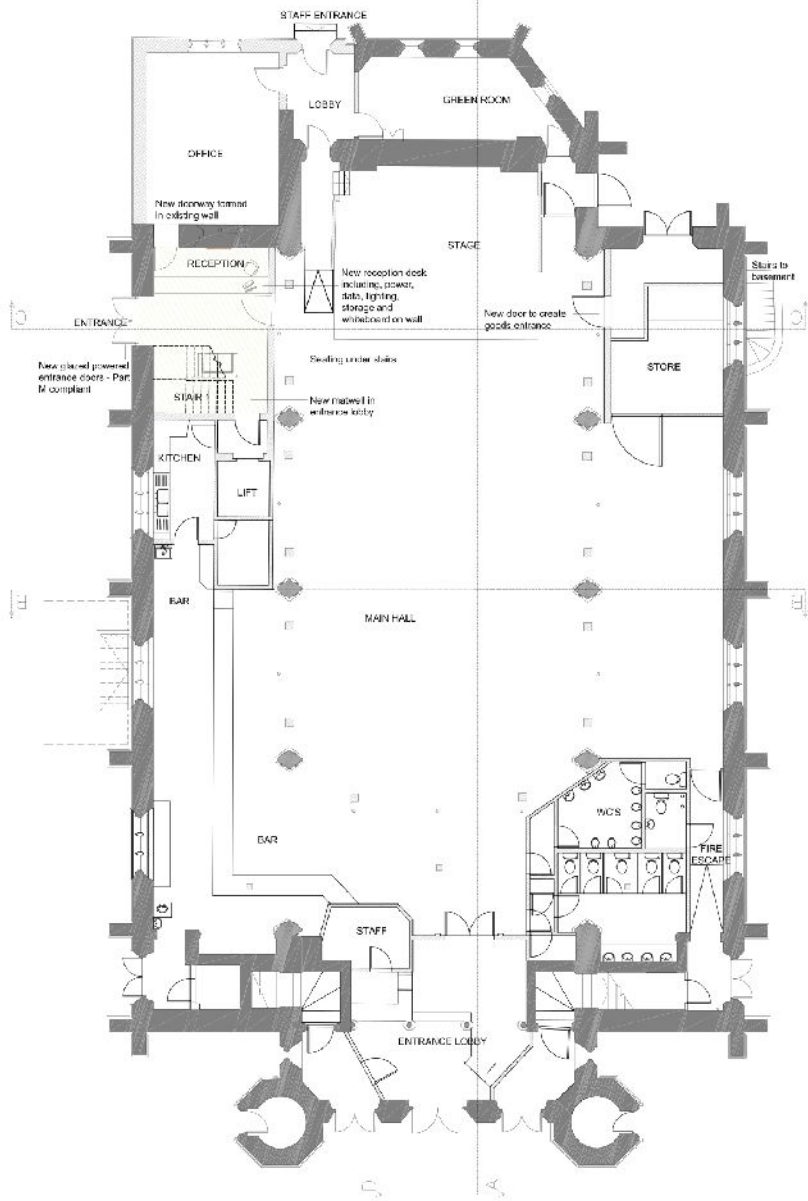 STAFF ENTRANCE
LOBBY
GREEN ROOM
OFFICE
New doorway formed
in existing wall
STAGE
RECEPTION
New reception desk
including, power,
data, lighting,
storage and
whiteboard on wall
Stairs to
basement
ENTRANCE
New door to create
goods entrance
New glazed powered
entrance doors - Part
M compliant
Seating under stairs
STORE
STAIR 1
New matwell in
entrance lobby
KITCHEN
LIFT
BAR
MAIN HALL
WC'S
BAR
FIRE
ESCAPE
STAFF
ENTRANCE LOBBY